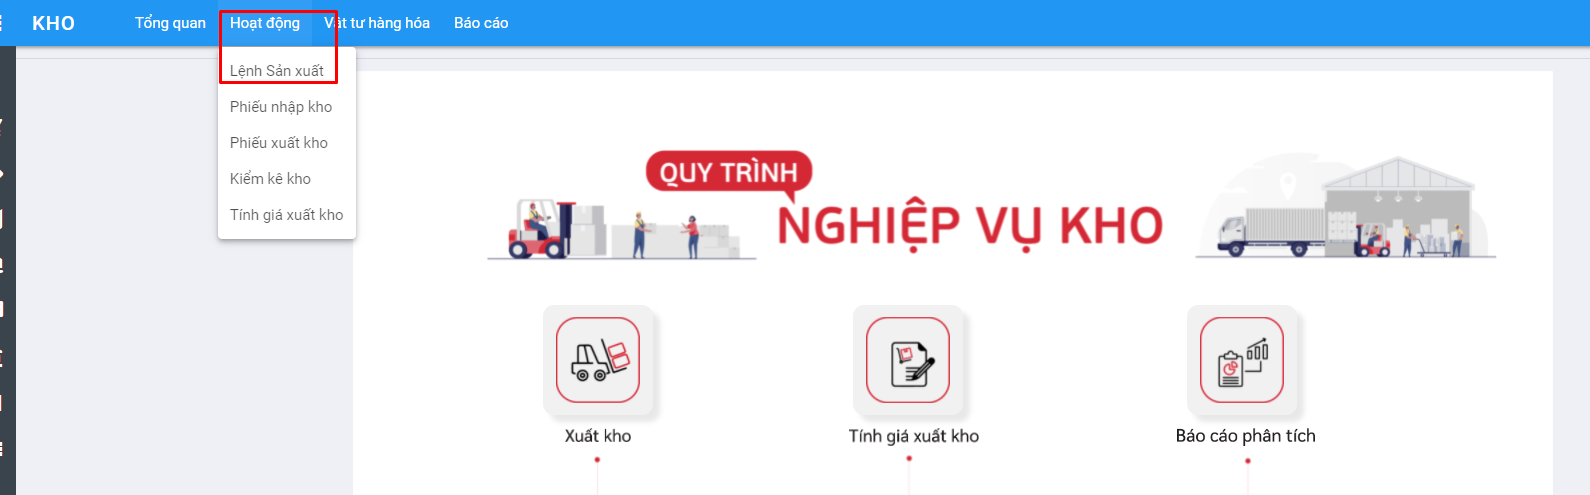 KHO Tổng quan Hoạt động Vật tư hàng hóa Báo cáo
Lệnh Sản xuất
Phiếu nhập kho
Phiếu xuất kho
Kiểm kê kho
Tính giá xuất kho
QUY TRÌNH
NGHIỆP VỤ KHO
Xuất kho Tính giá xuất kho Báo cáo phân tích